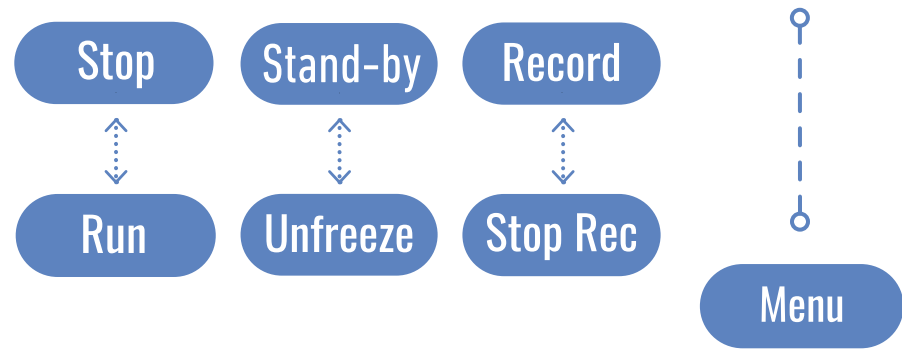 Stop
Stand-by
Record
Run
Unfreeze
Stop Rec
Menu